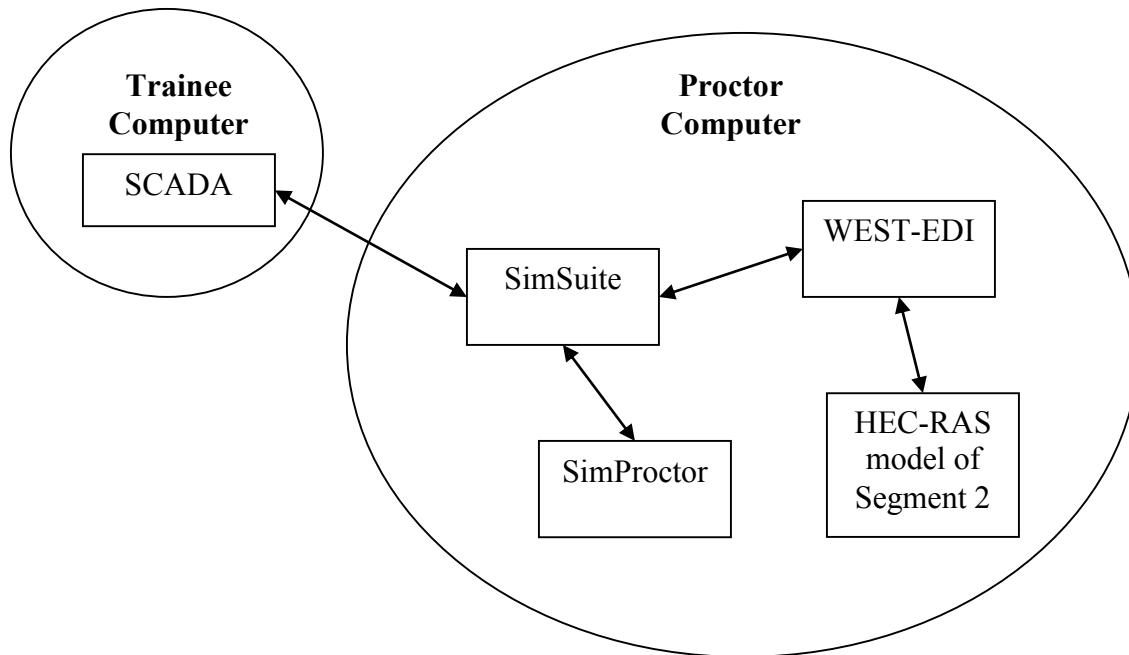 Trainee
Computer
SCADA
Proctor
Computer
WEST-EDI
SimSuite
SimProctor
HEC-RAS
model of
Segment 2